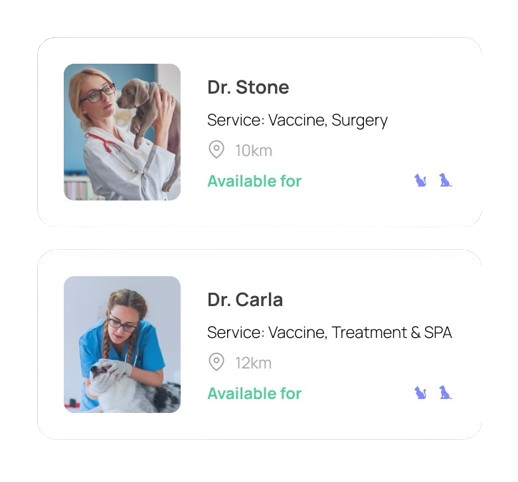 Dr. Stone
Service: Vaccine, Surgery
10km
Available for
Dr. Carla
Service: Vaccine, Treatment & SPA
12km
Available for